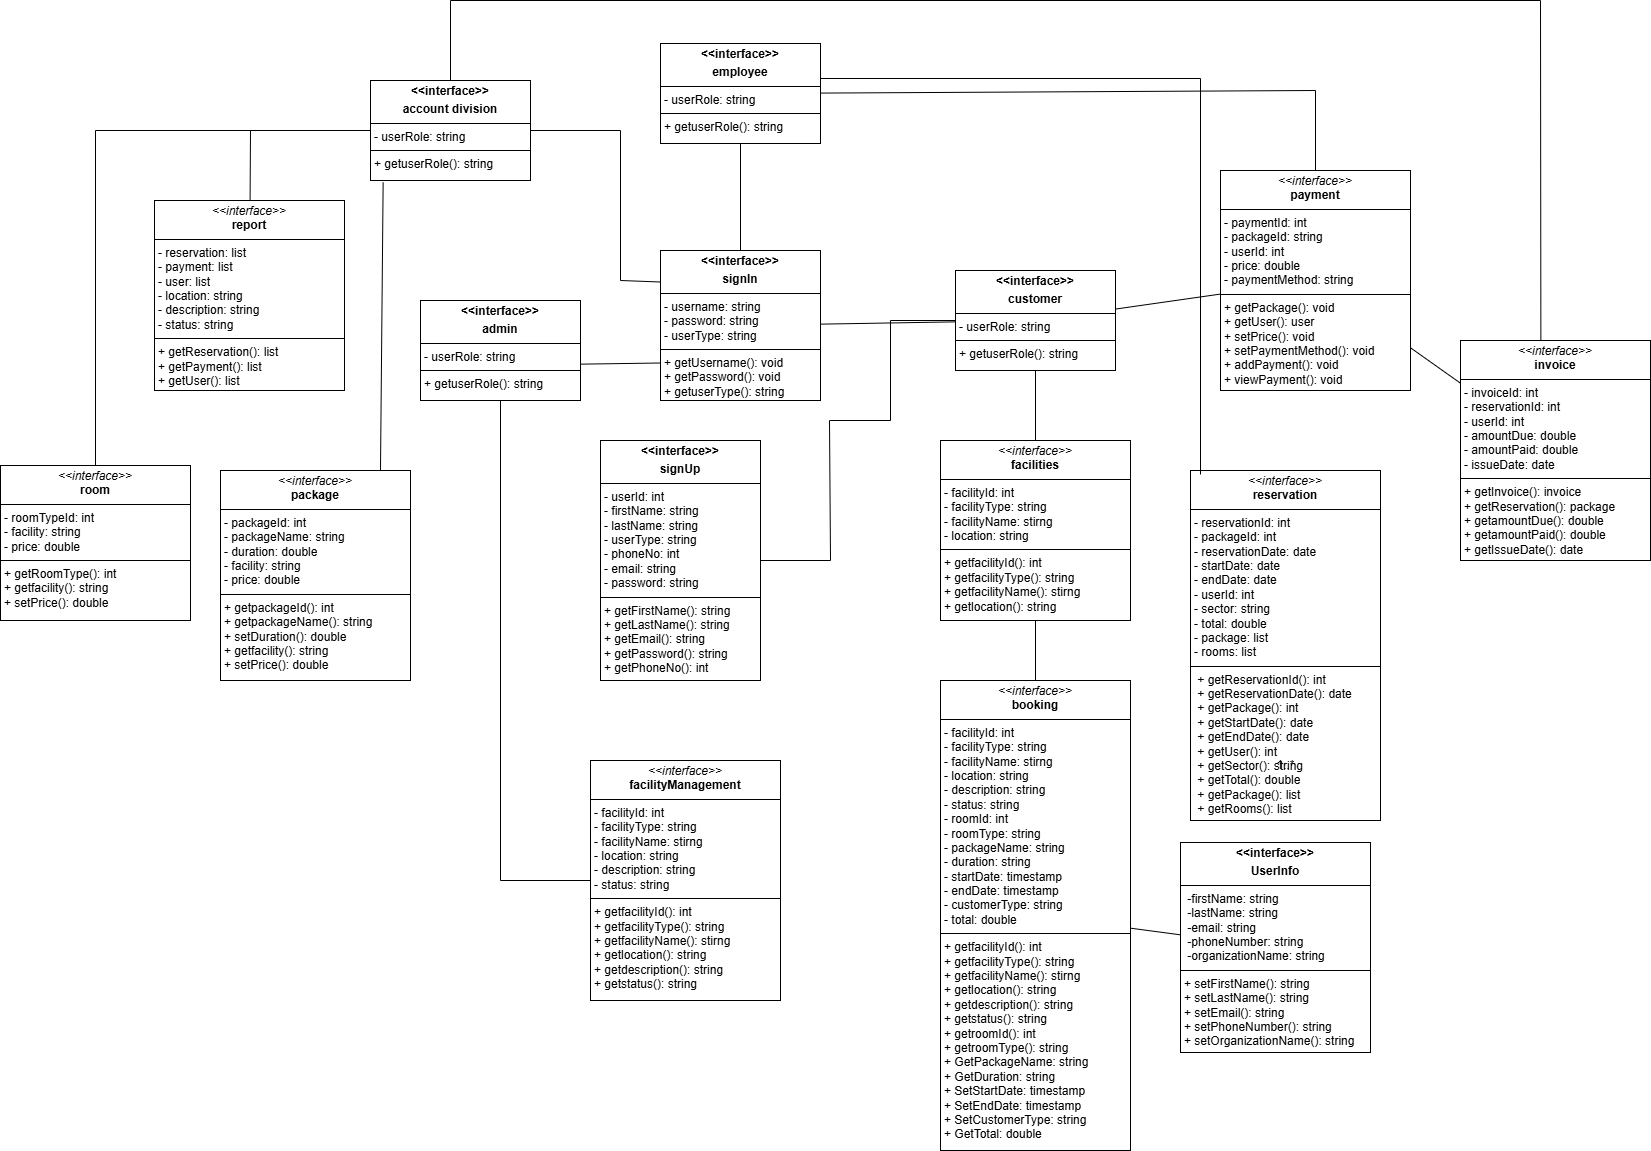 <<interface>>
employee
- userRole: string
+ getuserRole(): string
<<interface>>
account division
- userRole: string
+ getuserRole(): string
<<interface>>
payment
- paymentId: int
- packageId: string
- userId: int
- price: double
- paymentMethod: string
+ getPackage(): void
+ getUser(): user
+ setPrice(): void
+ setPaymentMethod(): void
+ addPayment(): void
+ viewPayment(): void
<<interface>>
report
- reservation: list
- payment: list
- user: list
- location: string
- description: string
- status: string
+ getReservation(): list
+ getPayment(): list
+ getUser(): list
<<interface>>
signIn
- username: string
- password: string
- userType: string
+ getUsername(): void
+ getPassword(): void
+ getuserType(): string
<<interface>>
customer
- userRole: string
+ getuserRole(): string
<<interface>>
admin
- userRole: string
+ getuserRole(): string
<<interface>>
invoice
- invoiceId: int
- reservationId: int
- userId: int
- amountDue: double
- amountPaid: double
- issueDate: date
+ getInvoice(): invoice
+ getReservation(): package
+ getamountDue(): double
+ getamountPaid(): double
+ getIssueDate(): date
<<interface>>
room
- roomTypeId: int
- facility: string
- price: double
+ getRoomType(): int
+ getfacility(): string
+ setPrice(): double
<<interface>>
package
- packageId: int
- packageName: string
- duration: double
- facility: string
- price: double
+ getpackageId(): int
+ getpackageName(): string
+ setDuration(): double
+ getfacility(): string
+ setPrice(): double
<<interface>>
signUp
- userId: int
- firstName: string
- lastName: string
- userType: string
- phoneNo: int
- email: string
- password: string
+ getFirstName(): string
+ getLastName(): string
+ getEmail(): string
+ getPassword(): string
+ getPhoneNo(): int
<<interface>>
facilities
- facilityId: int
- facilityType: string
- facilityName: stirng
- location: string
+ getfacilityId(): int
+ getfacilityType(): string
+ getfacilityName(): stirng
+ getlocation(): string
<<interface>>
reservation
- reservationId: int
- packageId: int
- reservationDate: date
- startDate: date
- endDate: date
- userId: int
- sector: string
- total: double
- package: list
- rooms: list
+ getReservationId(): int
+ getReservationDate(): date
+ getPackage(): int
+ getStartDate(): date
+ getEndDate(): date
+ getUser(): int
+ getSector(): string
+ getTotal(): double
+ getPackage(): list
+ getRooms(): list
<<interface>>
booking
- facilityId: int
- facilityType: string
- facilityName: stirng
- location: string
- description: string
- status: string
- roomId: int
- roomType: string
- packageName: string
- duration: string
- startDate: timestamp
- endDate: timestamp
- customerType: string
- total: double
+ getfacilityId(): int
+ getfacilityType(): string
+ getfacilityName(): stirng
+ getlocation(): string
+ getdescription(): string
+ getstatus(): string
+ getroomId(): int
+ getroomType(): string
+ GetPackageName: string
+ GetDuration: string
+ SetStartDate: timestamp
+ SetEndDate: timestamp
+ SetCustomerType: string
+ GetTotal: double
<<interface>>
facilityManagement
- facilityId: int
- facilityType: string
- facilityName: stirng
- location: string
- description: string
- status: string
+ getfacilityId(): int
+ getfacilityType(): string
+ getfacilityName(): stirng
+ getlocation(): string
+ getdescription(): string
+ getstatus(): string
<<interface>>
UserInfo
-firstName: string
-lastName: string
-email: string
-phoneNumber: string
-organizationName: string
+ setFirstName(): string
+ setLastName(): string
+ setEmail(): string
+ setPhoneNumber(): string
+ setOrganizationName(): string